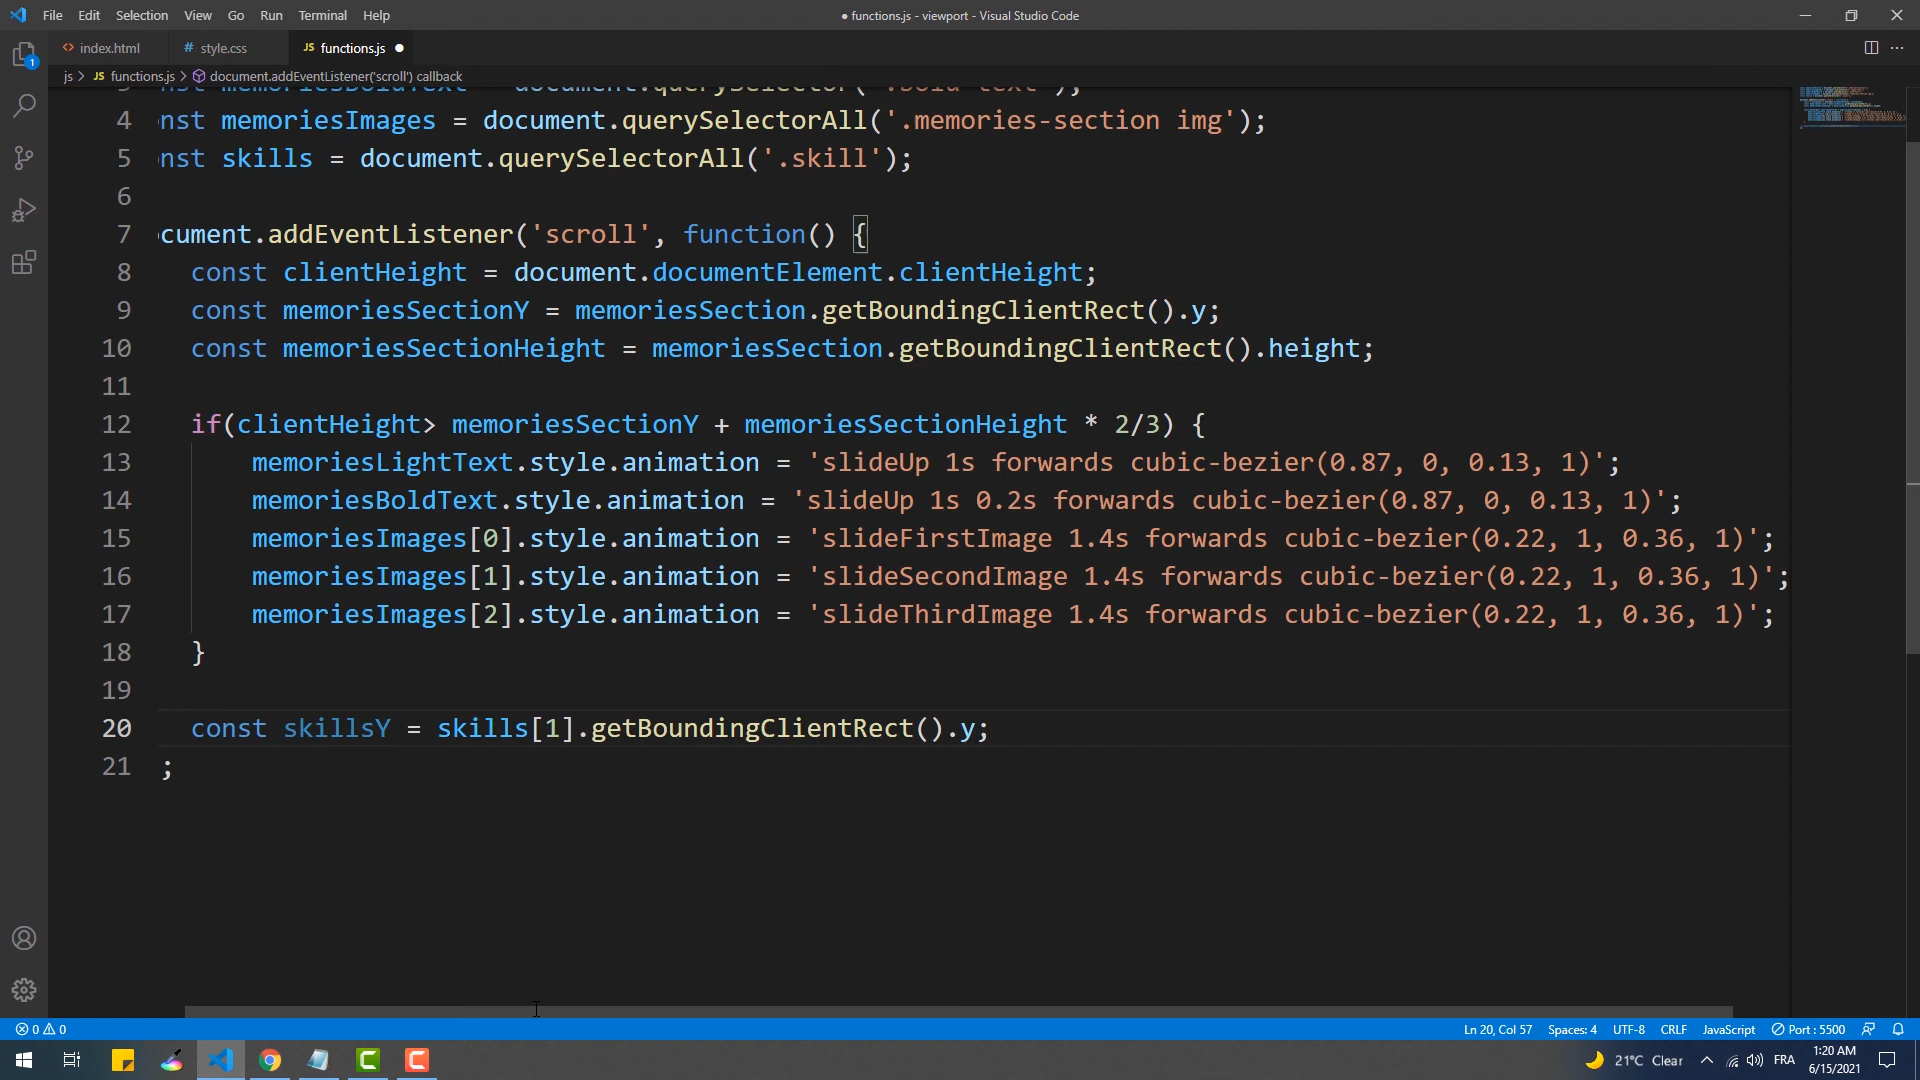 File Edit Selection View Go Run Terminal Help
● functions.js - viewport - Visual Studio Code
index.html
# style.css
JS functions.js ●
js > JS functions.js > document.addEventListener('scroll') callback
4 nst memoriesImages = document.querySelectorAll('.memories-section img');
5 nst skills = document.querySelectorAll('.skill');
6
7 cument.addEventListener('scroll', function() {
8 const clientHeight = document.documentElement.clientHeight;
9 const memoriesSectionY = memoriesSection.getBoundingClientRect().y;
10 const memoriesSectionHeight = memoriesSection.getBoundingClientRect().height;
11
12 if(clientHeight> memoriesSectionY + memoriesSectionHeight * 2/3) {
13 memoriesLightText.style.animation = 'slideUp 1s forwards cubic-bezier(0.87, 0, 0.13, 1)';
14 memoriesBoldText.style.animation = 'slideUp 1s 0.2s forwards cubic-bezier(0.87, 0, 0.13, 1)';
15 memoriesImages[0].style.animation = 'slideFirstImage 1.4s forwards cubic-bezier(0.22, 1, 0.36, 1)';
16 memoriesImages[1].style.animation = 'slideSecondImage 1.4s forwards cubic-bezier(0.22, 1, 0.36, 1)';
17 memoriesImages[2].style.animation = 'slideThirdImage 1.4s forwards cubic-bezier(0.22, 1, 0.36, 1)';
18 }
19
20 const skillsY = skills[1].getBoundingClientRect().y;
21 ;
1
0 0
Ln 20, Col 57 Spaces: 4 UTF-8 CRLF JavaScript Port : 5500
21°C Clear
FRA
1:20 AM
6/15/2021